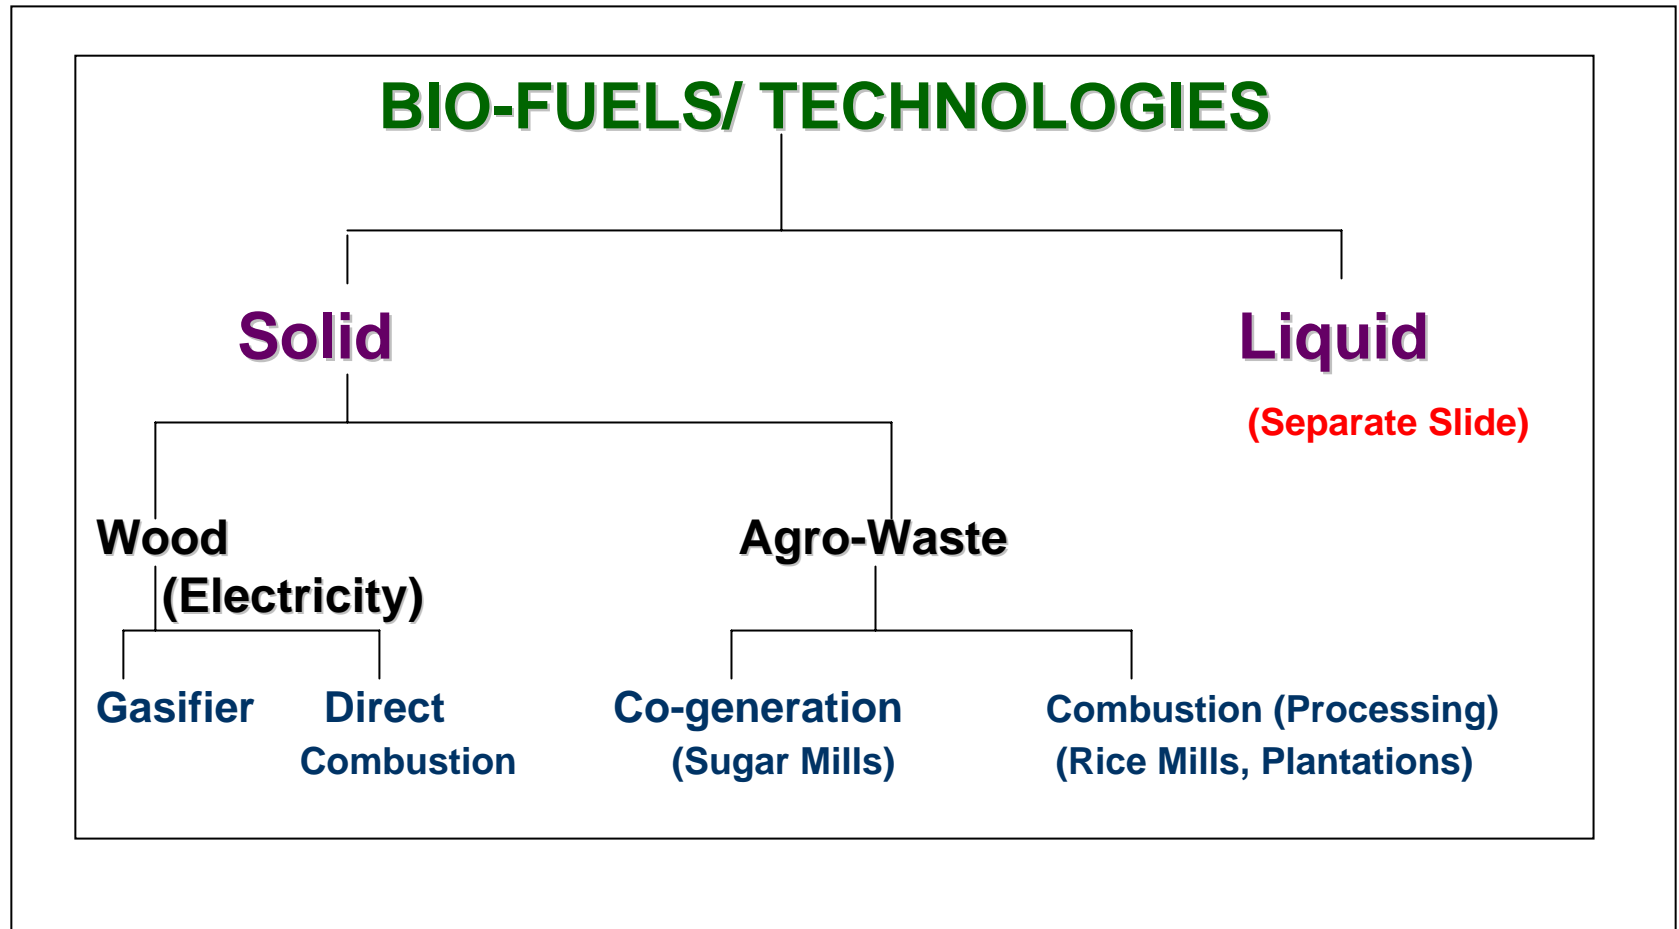 BIO-FUELS/ TECHNOLOGIES
Solid
Liquid
(Separate Slide)
Wood
(Electricity)
Agro-Waste
Gasifier
Direct
Combustion
Co-generation
(Sugar Mills)
Combustion (Processing)
(Rice Mills, Plantations)